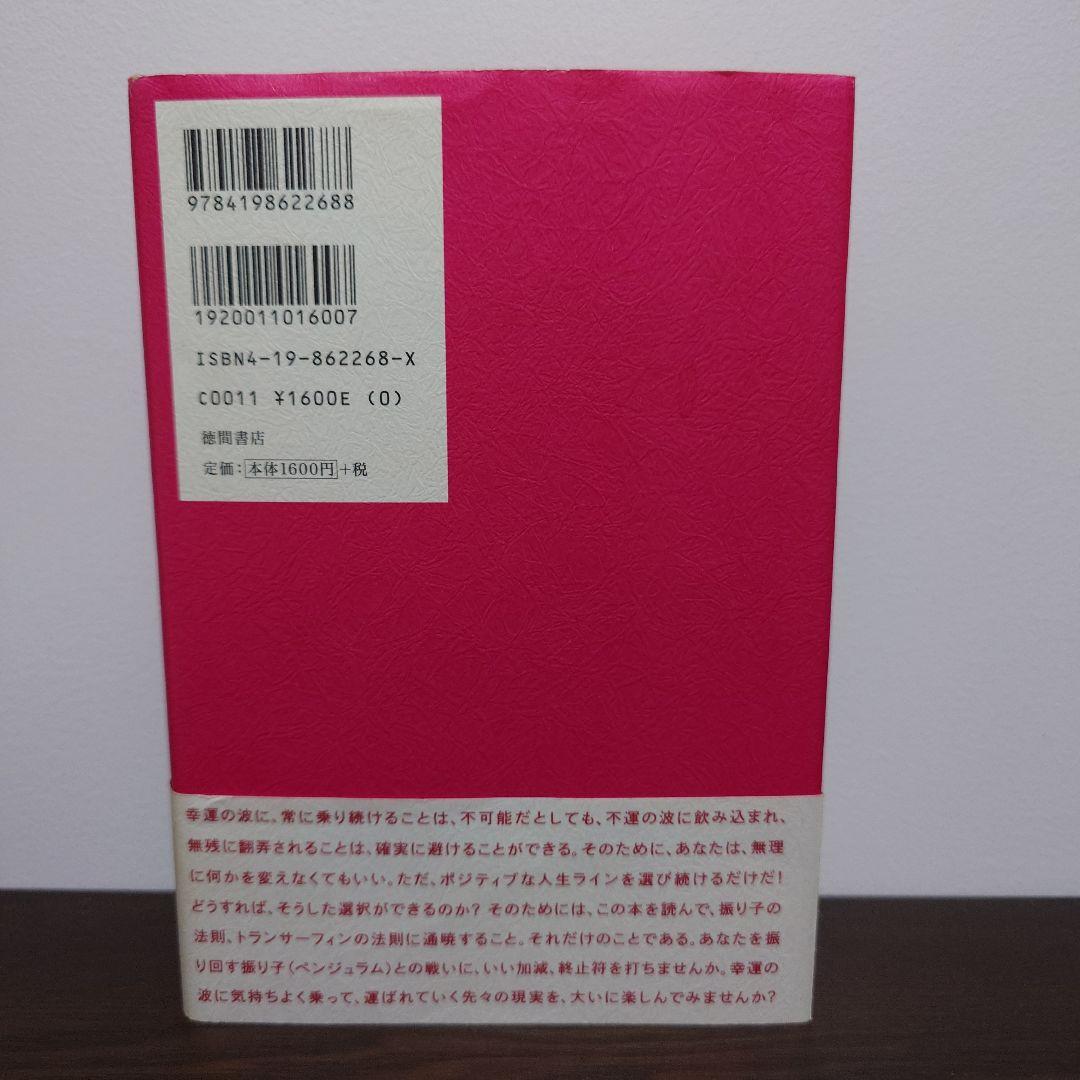 9784198622688
1920011016007
ISBN4-19-862268-X
C0011 ¥1600E (0)
徳間書店
定価：本体1600円＋税
幸運の波に、常に乗り続けることは、不可能だとしても、不運の波に飲み込まれ、
無残に翻弄されることは、確実に避けることができる。そのために、あなたは、無理
に何かを変えなくてもいい。ただ、ポジティブな人生ラインを選び続けるだけだ！
どうすれば、そうした選択ができるのか？ そのためには、この本を読んで、振り子の
法則、トランサーフィンの法則に通暁すること。それだけのことである。あなたを振
り回す振り子（ペンジュラム）との戦いに、いい加減、終止符を打ちませんか。幸運の
波に気持ちよく乗って、運ばれていく先々の現実を、大いに楽しんでみませんか？